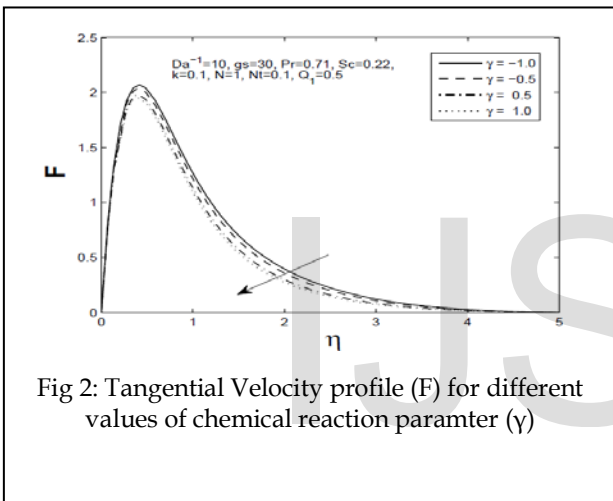 Da⁻¹=10, gs=30, Pr=0.71, Sc=0.22,
k=0.1, N=1, Nt=0.1, Q₁=0.5
γ = −1.0
γ = −0.5
γ = 0.5
γ = 1.0
2.5
2
1.5
1
0.5
0
F
0 1 2 3 4 5
η
IJS
Fig 2: Tangential Velocity profile (F) for different
values of chemical reaction paramter (γ)